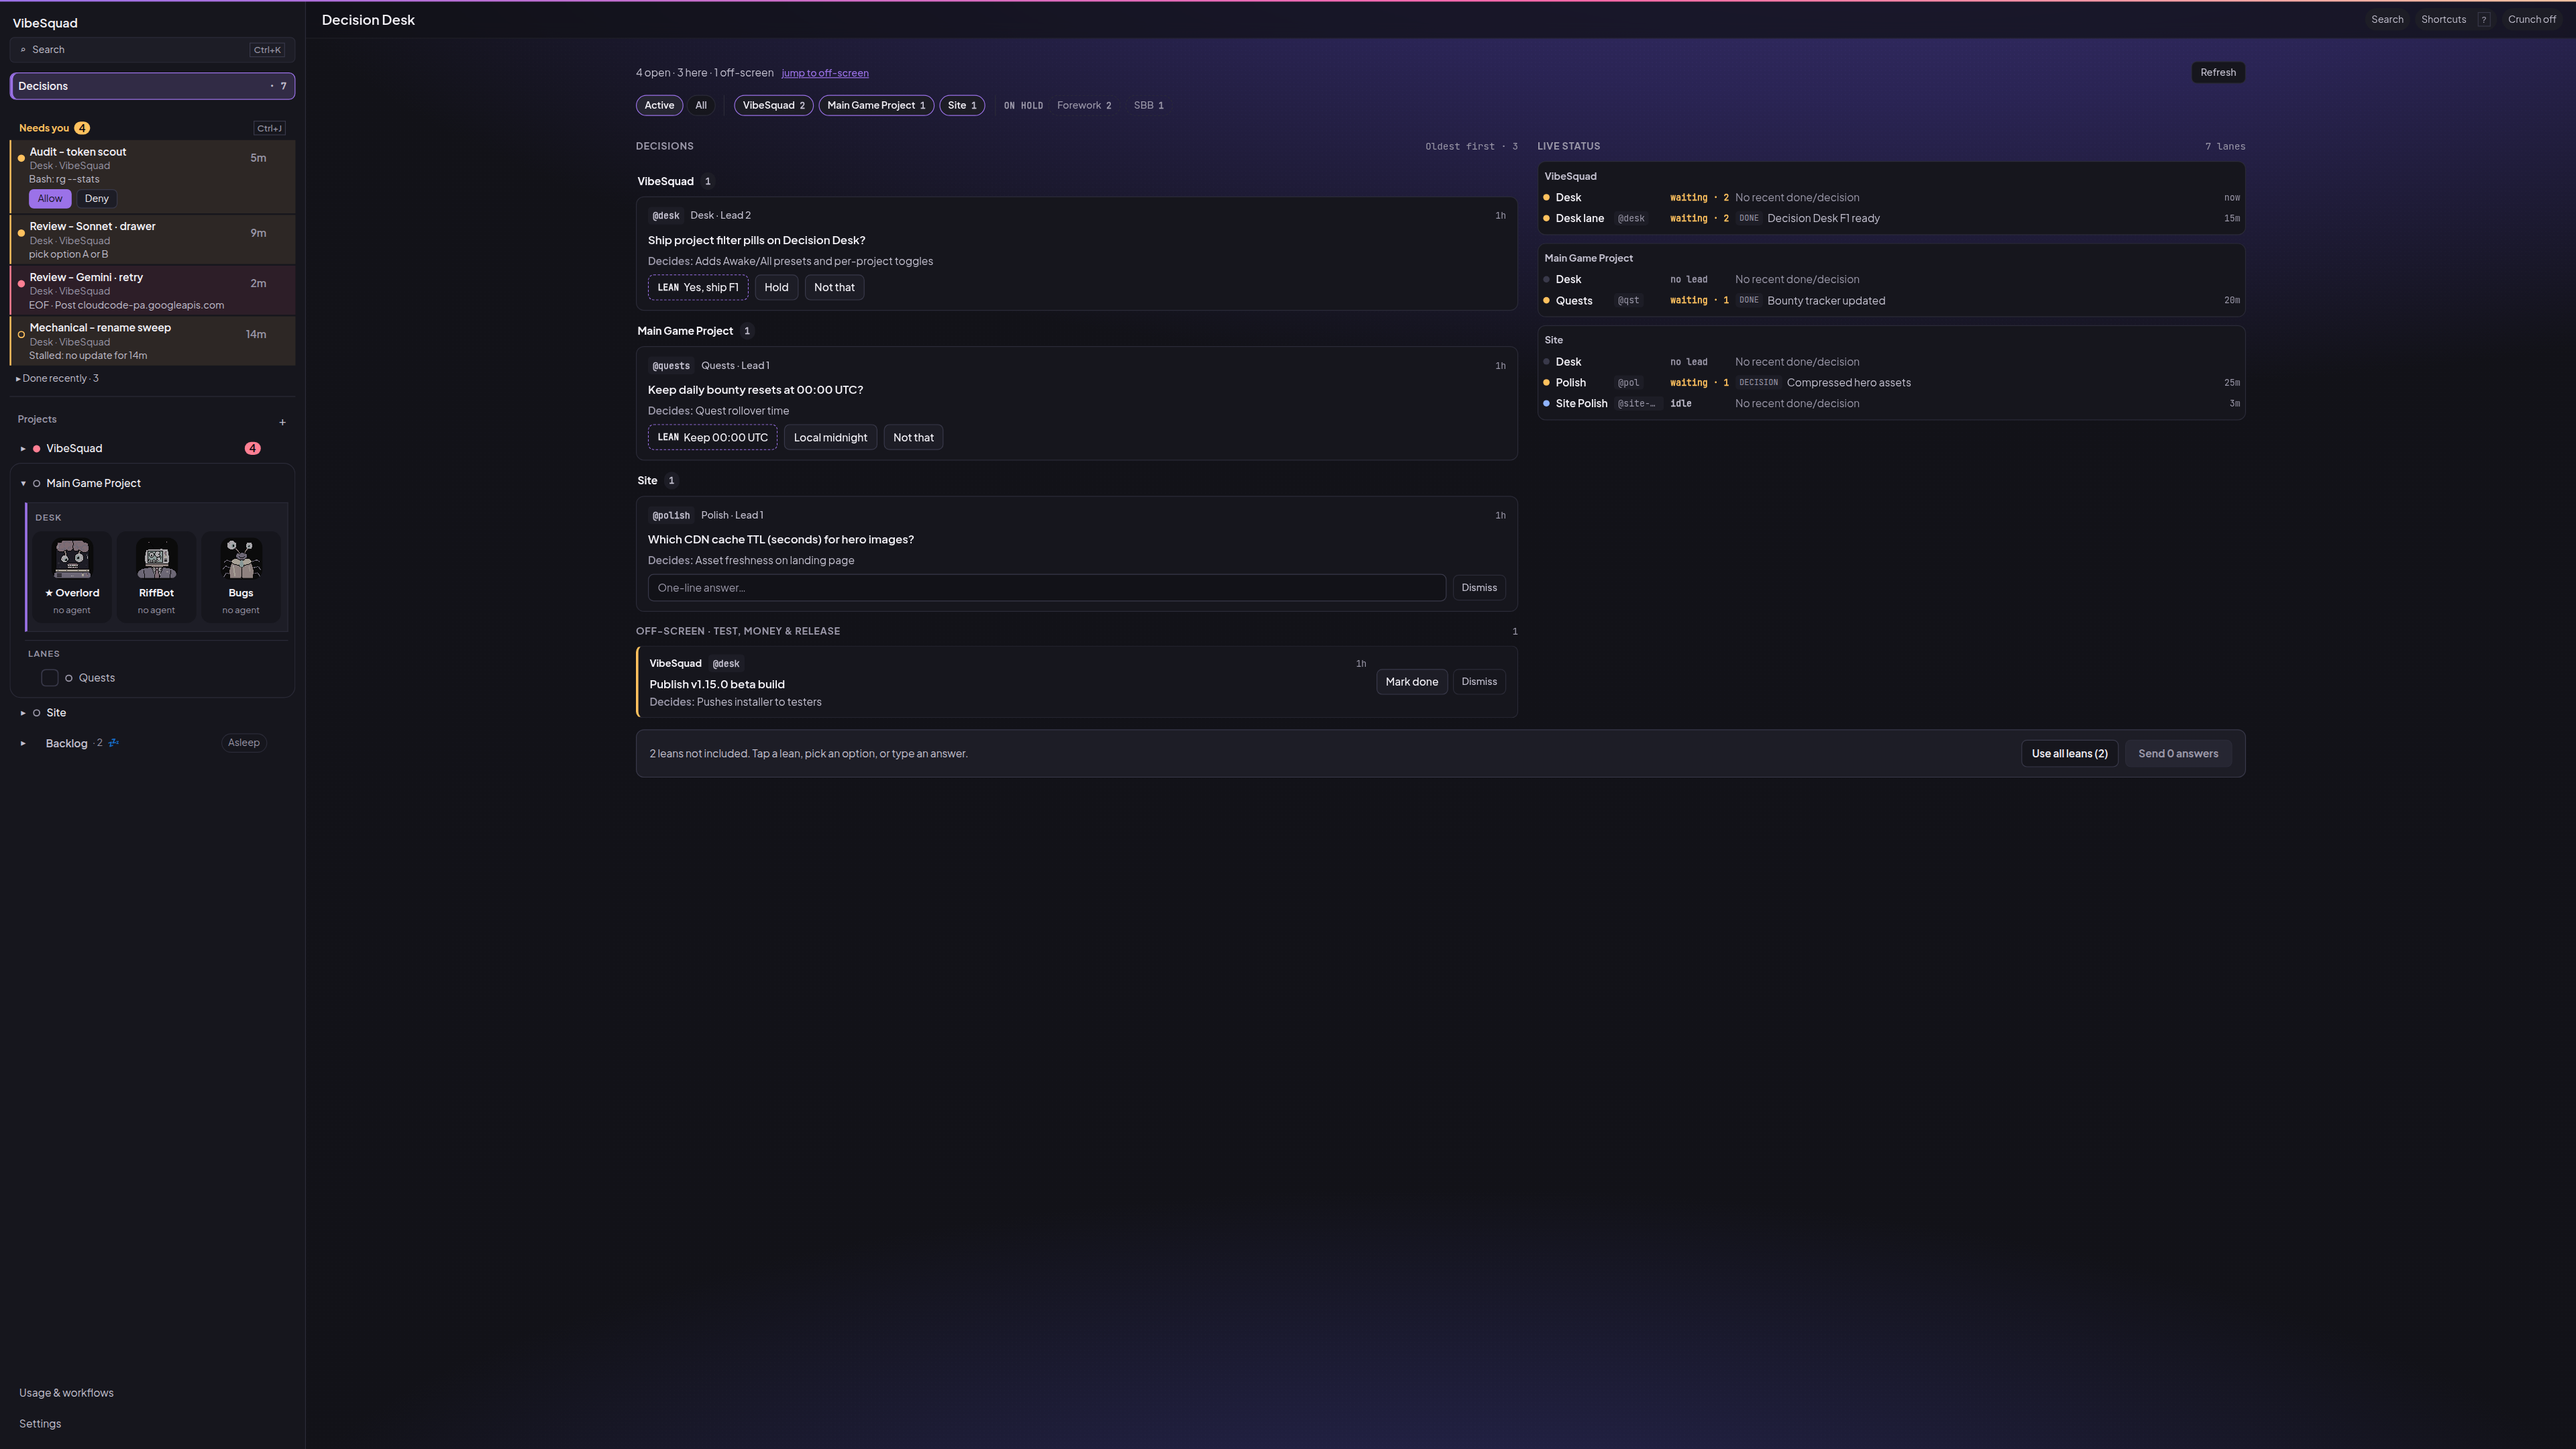 VibeSquad
Search Ctrl+K
Decisions · 7
Needs you 4 Ctrl+J
Audit – token scout 5m
Desk · VibeSquad
Bash: rg --stats
Allow Deny
Review – Sonnet · drawer 9m
Desk · VibeSquad
pick option A or B
Review – Gemini · retry 2m
Desk · VibeSquad
EOF · Post cloudcode-pa.googleapis.com
Mechanical – rename sweep 14m
Desk · VibeSquad
Stalled: no update for 14m
▸ Done recently · 3
Projects +
▸ VibeSquad 4
▾ Main Game Project
DESK
★ Overlord RiffBot Bugs
no agent no agent no agent
LANES
Quests
▸ Site
▸ Backlog · 2 💤 Asleep
Usage & workflows
Settings
Decision Desk Search Shortcuts ? Crunch off
4 open · 3 here · 1 off-screen jump to off-screen Refresh
Active All VibeSquad 2 Main Game Project 1 Site 1 ON HOLD Forework 2 SBB 1
DECISIONS Oldest first · 3
VibeSquad 1
@desk Desk · Lead 2 1h
Ship project filter pills on Decision Desk?
Decides: Adds Awake/All presets and per-project toggles
LEAN Yes, ship F1 Hold Not that
Main Game Project 1
@quests Quests · Lead 1 1h
Keep daily bounty resets at 00:00 UTC?
Decides: Quest rollover time
LEAN Keep 00:00 UTC Local midnight Not that
Site 1
@polish Polish · Lead 1 1h
Which CDN cache TTL (seconds) for hero images?
Decides: Asset freshness on landing page
One-line answer… Dismiss
OFF-SCREEN · TEST, MONEY & RELEASE 1
VibeSquad @desk 1h
Publish v1.15.0 beta build
Decides: Pushes installer to testers
Mark done Dismiss
LIVE STATUS 7 lanes
VibeSquad
Desk waiting · 2 No recent done/decision now
Desk lane @desk waiting · 2 DONE Decision Desk F1 ready 15m
Main Game Project
Desk no lead No recent done/decision
Quests @qst waiting · 1 DONE Bounty tracker updated 20m
Site
Desk no lead No recent done/decision
Polish @pol waiting · 1 DECISION Compressed hero assets 25m
Site Polish @site-… idle No recent done/decision 3m
2 leans not included. Tap a lean, pick an option, or type an answer. Use all leans (2) Send 0 answers